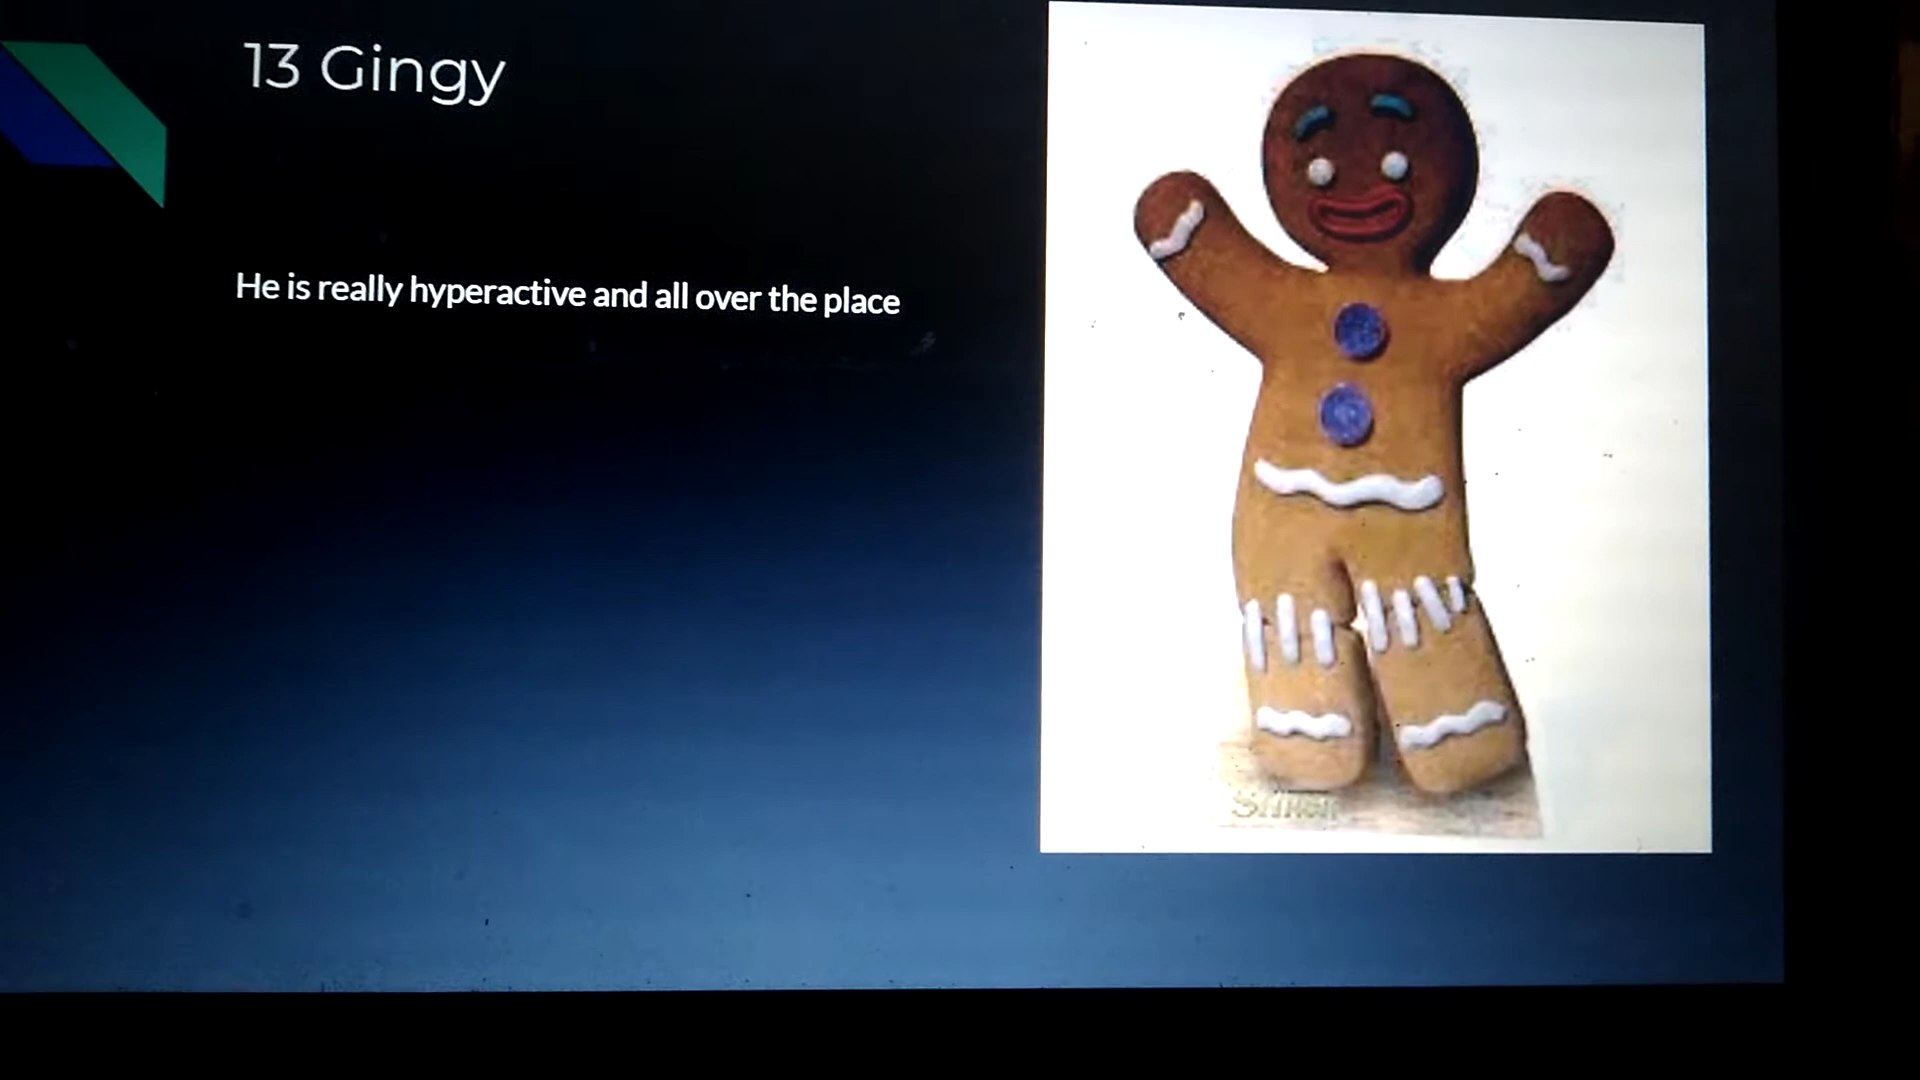 13 Gingy
He is really hyperactive and all over the place